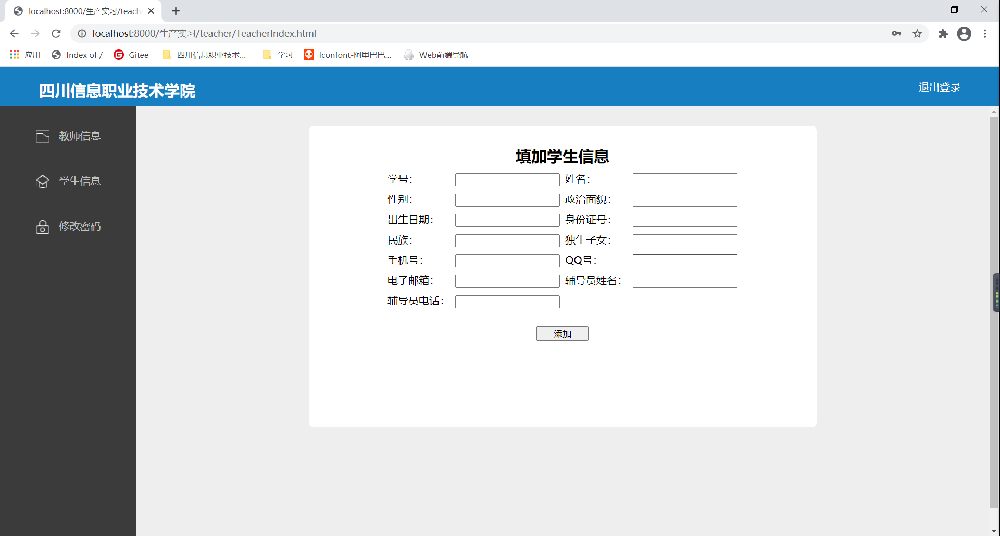 localhost:8000/生产实习/teach
localhost:8000/生产实习/teacher/TeacherIndex.html
应用 Index of / Gitee 四川信息职业技术... 学习 Iconfont-阿里巴巴... Web前端导航
四川信息职业技术学院 退出登录
教师信息
学生信息
修改密码
填加学生信息
学号： 姓名：
性别： 政治面貌：
出生日期： 身份证号：
民族： 独生子女：
手机号： QQ号：
电子邮箱： 辅导员姓名：
辅导员电话：
添加